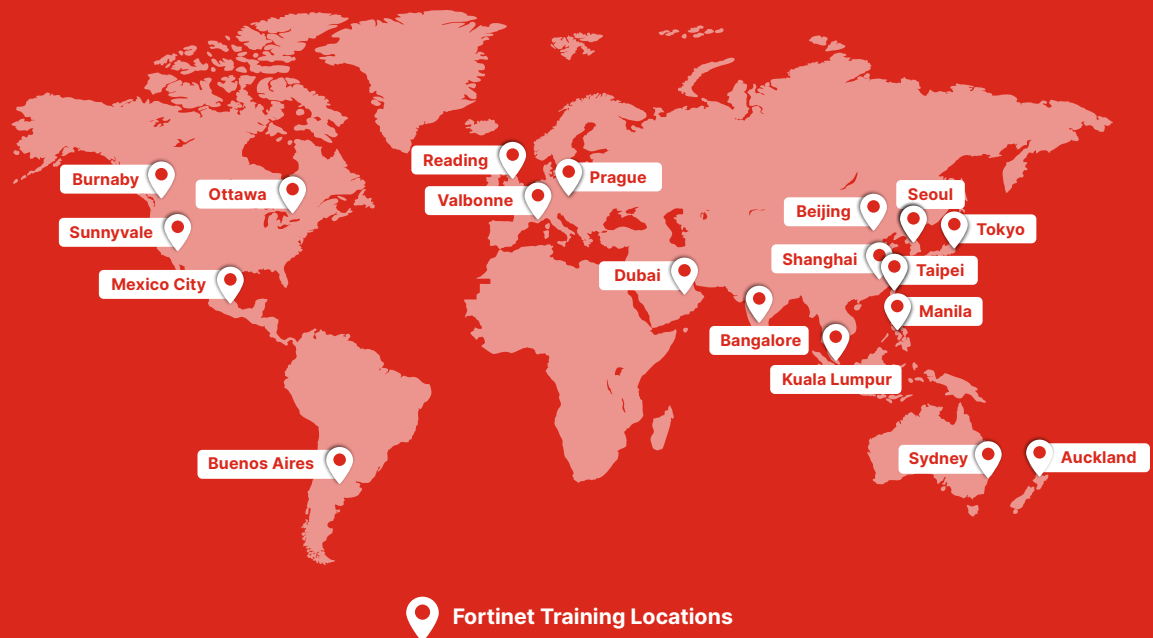 Reading
Prague
Burnaby
Ottawa
Valbonne
Seoul
Beijing
Sunnyvale
Tokyo
Shanghai
Taipei
Dubai
Mexico City
Manila
Bangalore
Kuala Lumpur
Buenos Aires
Sydney
Auckland
Fortinet Training Locations